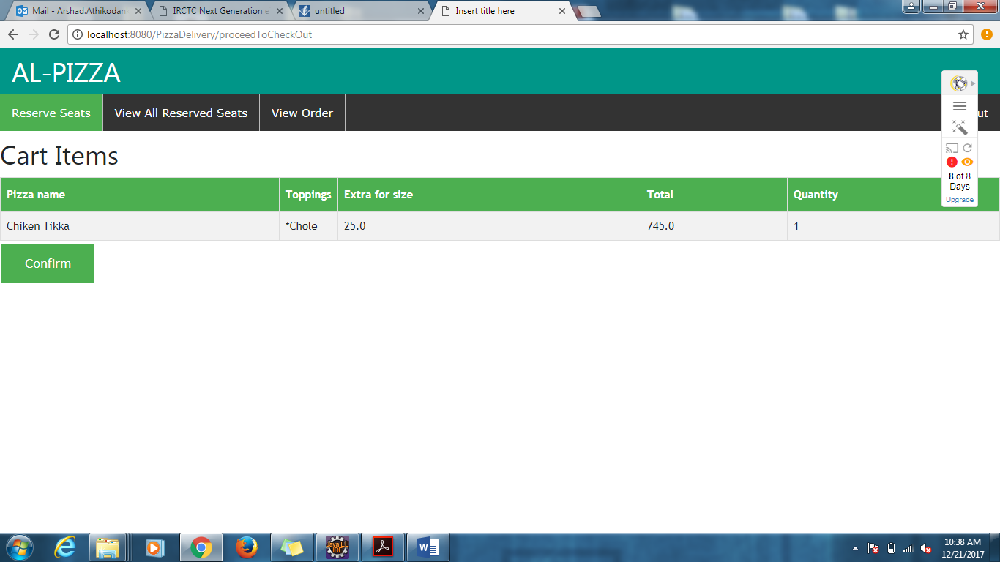 Mail - Arshad.Athikodan
IRCTC Next Generation e
untitled
Insert title here
localhost:8080/PizzaDelivery/proceedToCheckOut
AL-PIZZA
Reserve Seats
View All Reserved Seats
View Order
ut
8 of 8
Days
Upgrade
Cart Items
Pizza name Toppings Extra for size Total Quantity
Chiken Tikka *Chole 25.0 745.0 1
Confirm
Java EE
IDE
10:38 AM
12/21/2017